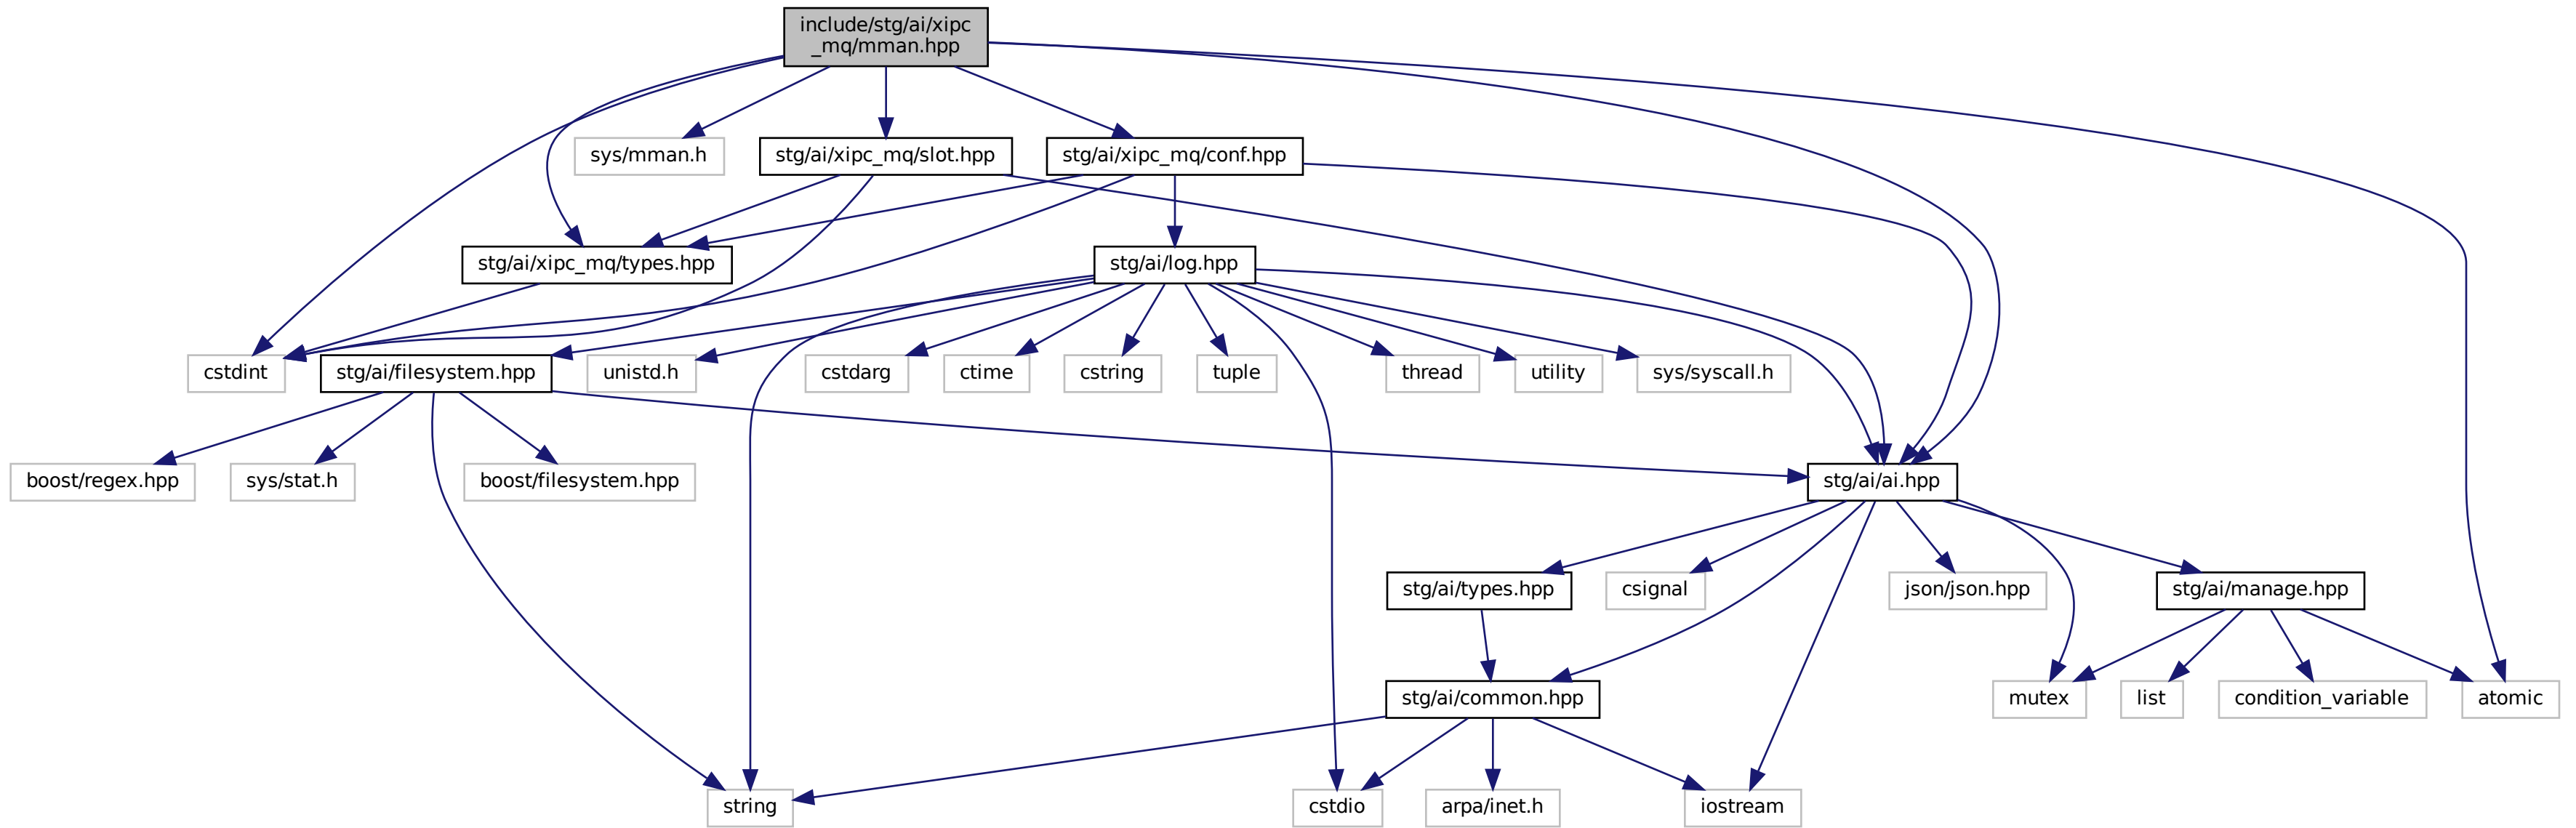 include/stg/ai/xipc
_mq/mman.hpp
sys/mman.h
stg/ai/xipc_mq/slot.hpp
stg/ai/xipc_mq/conf.hpp
stg/ai/xipc_mq/types.hpp
stg/ai/log.hpp
cstdint
stg/ai/filesystem.hpp
unistd.h
cstdarg
ctime
cstring
tuple
thread
utility
sys/syscall.h
boost/regex.hpp
sys/stat.h
boost/filesystem.hpp
stg/ai/ai.hpp
stg/ai/types.hpp
csignal
json/json.hpp
stg/ai/manage.hpp
stg/ai/common.hpp
mutex
list
condition_variable
atomic
string
cstdio
arpa/inet.h
iostream